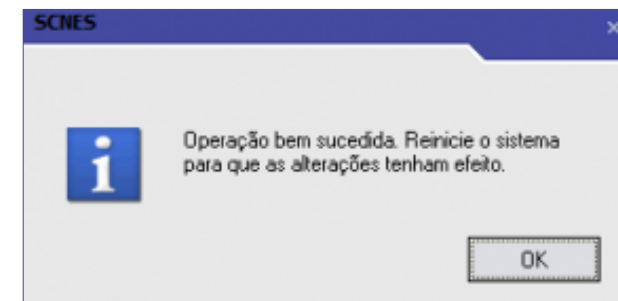 SCNES
Operação bem sucedida. Reinicie o sistema
para que as alterações tenham efeito.
OK